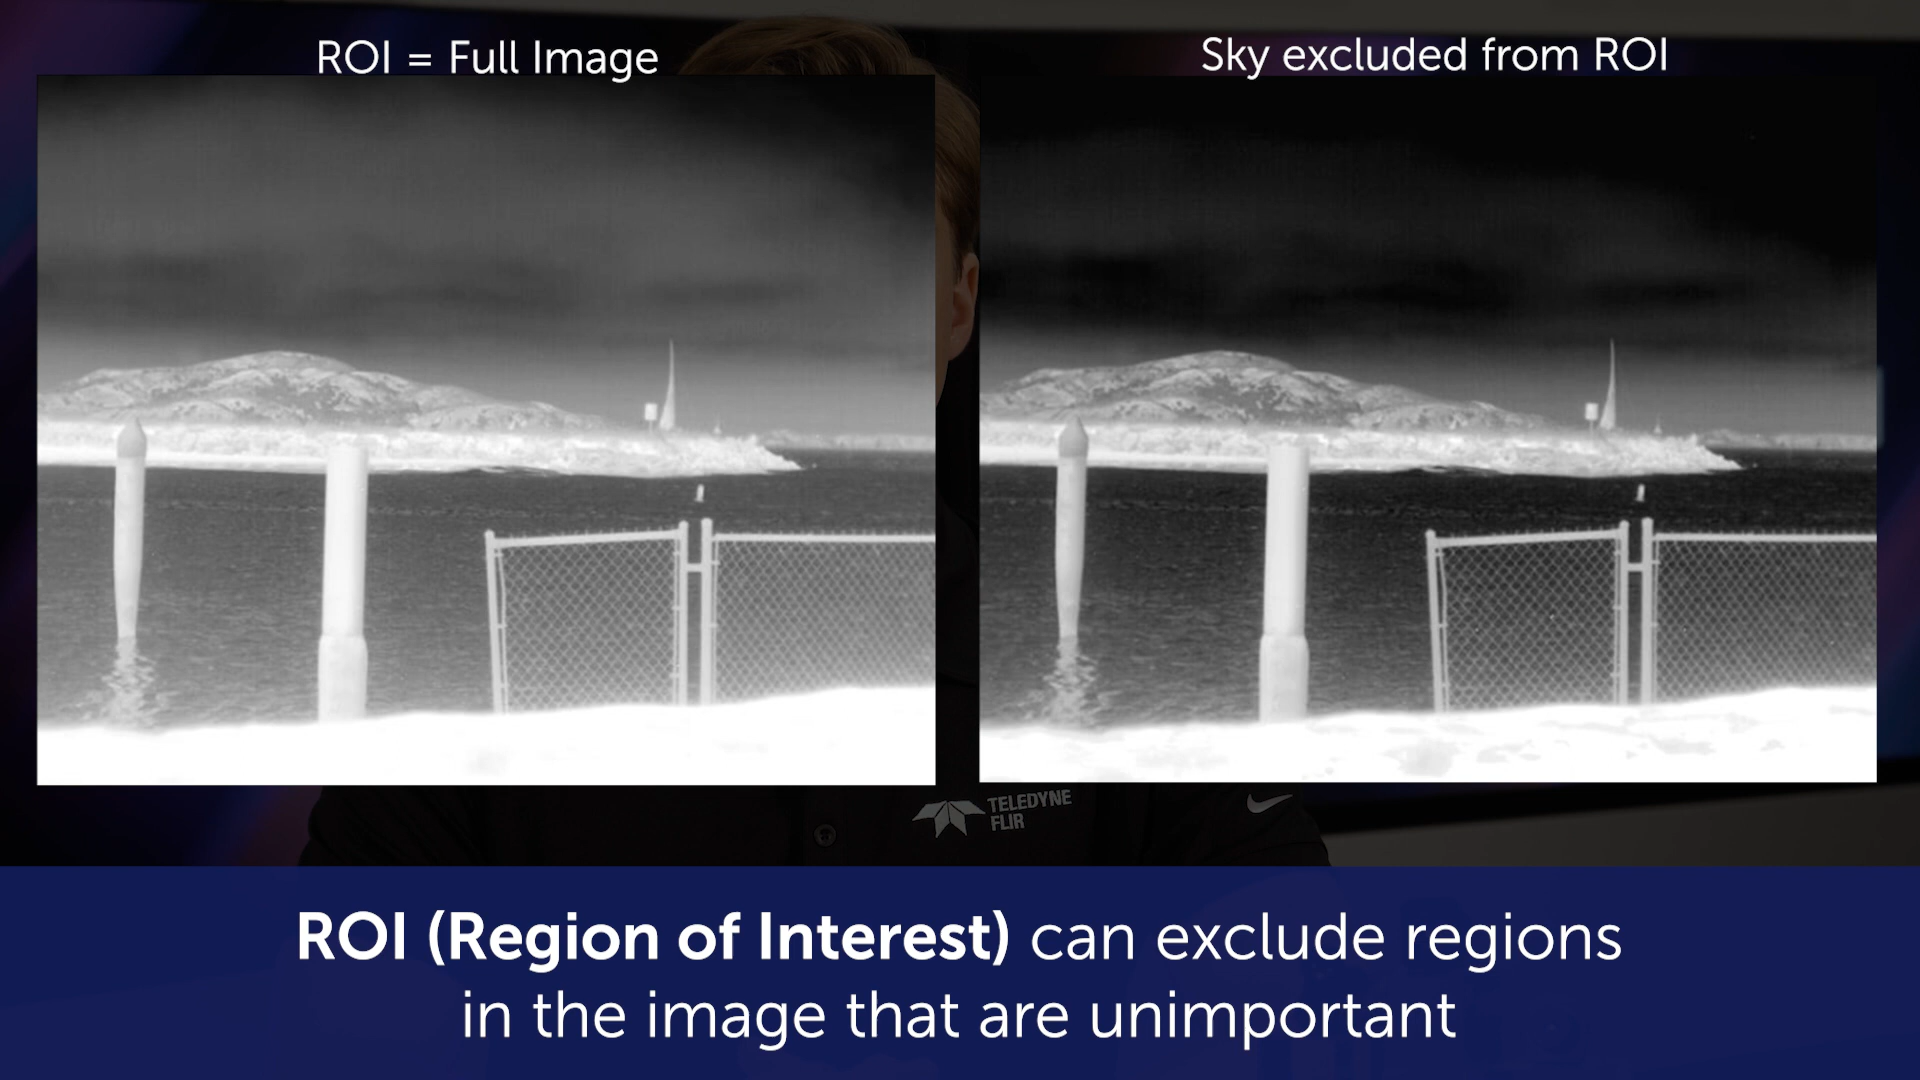 ROI = Full Image
Sky excluded from ROI
TELEDYNE
FLIR
ROI (Region of Interest) can exclude regions
in the image that are unimportant